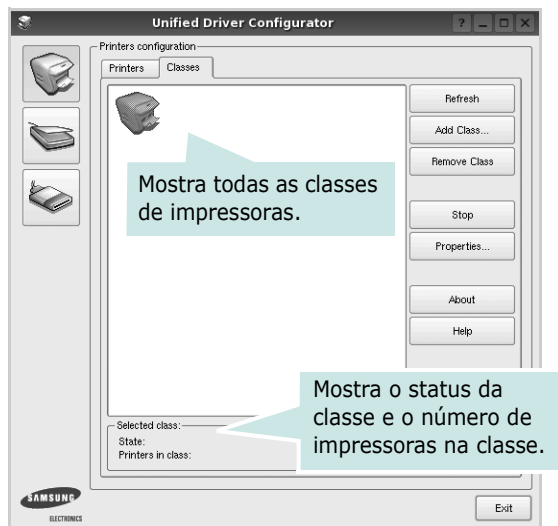 Unified Driver Configurator
Printers configuration
Printers Classes
Refresh
Add Class...
Remove Class
Mostra todas as classes
de impressoras.
Stop
Properties...
About
Help
Mostra o status da
classe e o número de
impressoras na classe.
Selected class:
State:
Printers in class:
SAMSUNG
ELECTRONICS
Exit